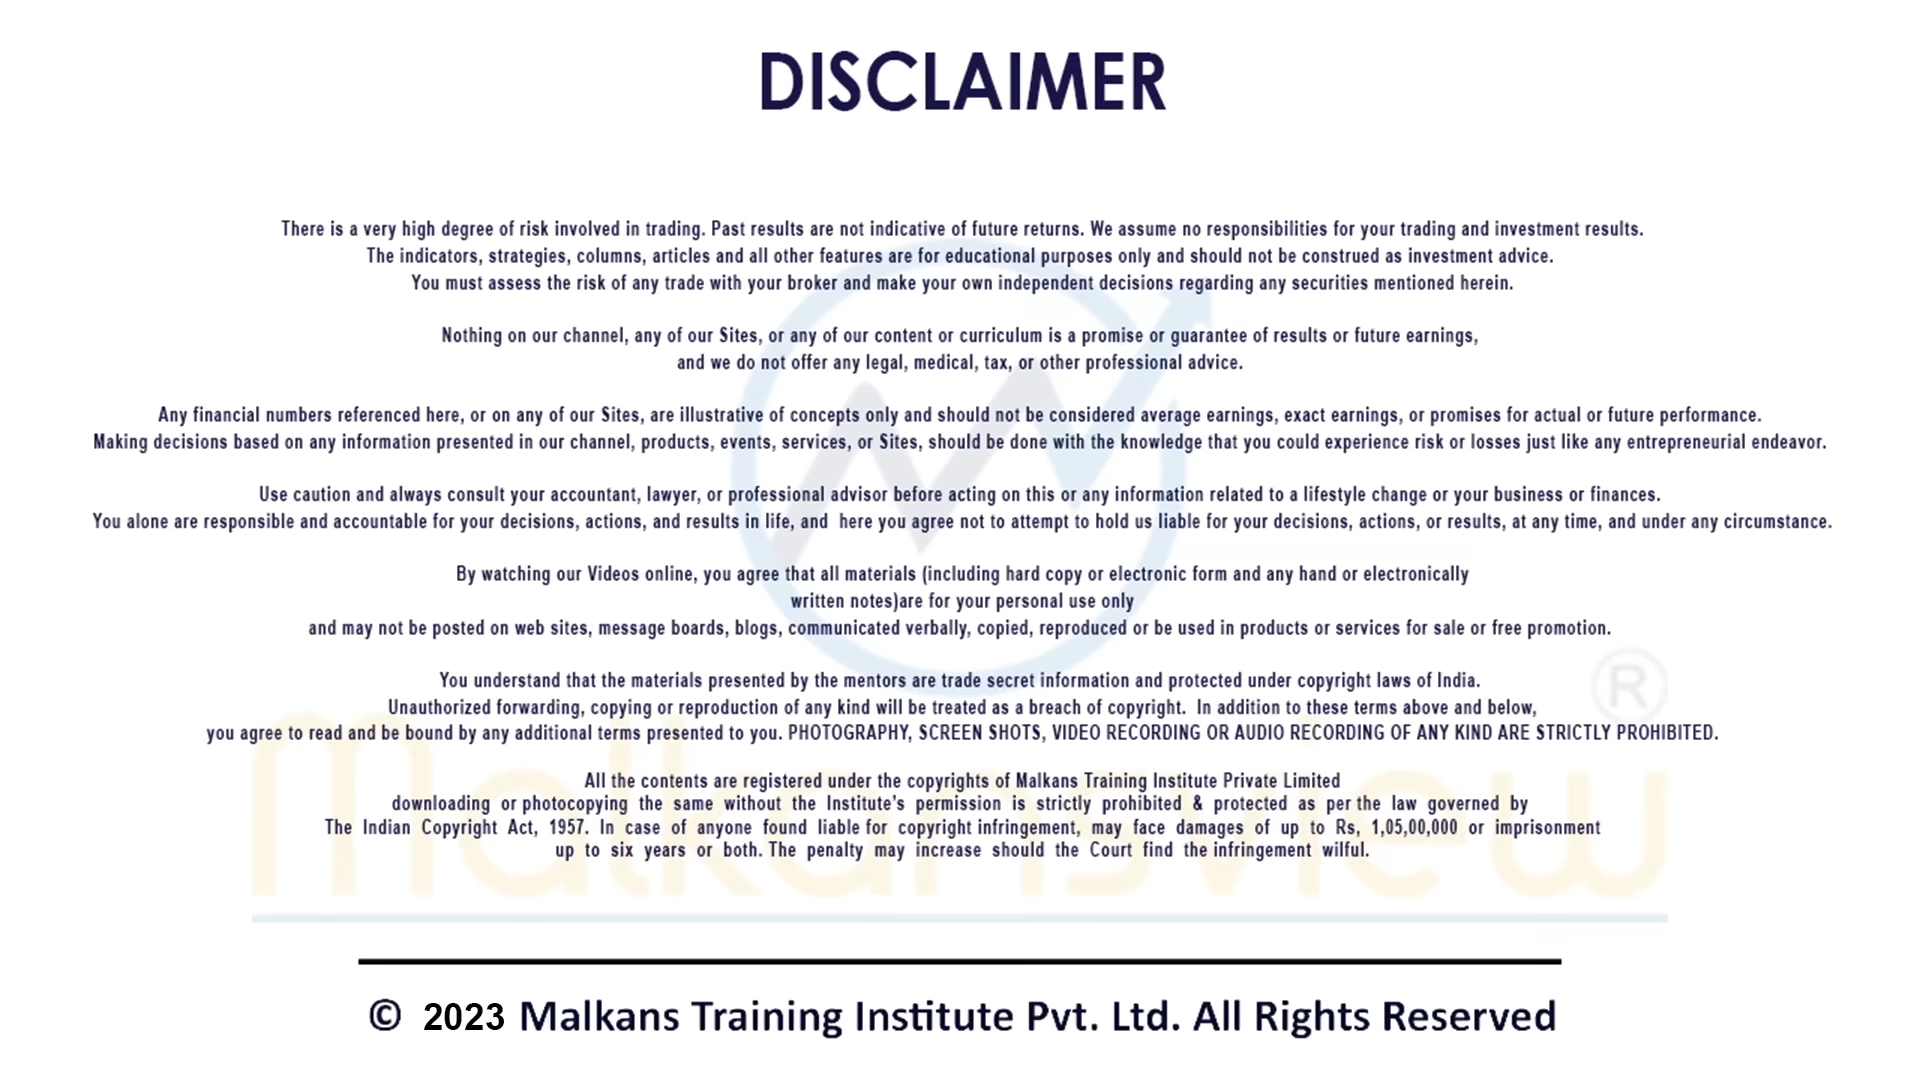 DISCLAIMER
There is a very high degree of risk involved in trading. Past results are not indicative of future returns. We assume no responsibilities for your trading and investment results.
The indicators, strategies, columns, articles and all other features are for educational purposes only and should not be construed as investment advice.
You must assess the risk of any trade with your broker and make your own independent decisions regarding any securities mentioned herein.
Nothing on our channel, any of our Sites, or any of our content or curriculum is a promise or guarantee of results or future earnings,
and we do not offer any legal, medical, tax, or other professional advice.
Any financial numbers referenced here, or on any of our Sites, are illustrative of concepts only and should not be considered average earnings, exact earnings, or promises for actual or future performance.
Making decisions based on any information presented in our channel, products, events, services, or Sites, should be done with the knowledge that you could experience risk or losses just like any entrepreneurial endeavor.
Use caution and always consult your accountant, lawyer, or professional advisor before acting on this or any information related to a lifestyle change or your business or finances.
You alone are responsible and accountable for your decisions, actions, and results in life, and here you agree not to attempt to hold us liable for your decisions, actions, or results, at any time, and under any circumstance.
By watching our Videos online, you agree that all materials (including hard copy or electronic form and any hand or electronically
written notes)are for your personal use only
and may not be posted on web sites, message boards, blogs, communicated verbally, copied, reproduced or be used in products or services for sale or free promotion.
You understand that the materials presented by the mentors are trade secret information and protected under copyright laws of India.
Unauthorized forwarding, copying or reproduction of any kind will be treated as a breach of copyright. In addition to these terms above and below,
you agree to read and be bound by any additional terms presented to you. PHOTOGRAPHY, SCREEN SHOTS, VIDEO RECORDING OR AUDIO RECORDING OF ANY KIND ARE STRICTLY PROHIBITED.
All the contents are registered under the copyrights of Malkans Training Institute Private Limited
downloading or photocopying the same without the Institute's permission is strictly prohibited & protected as per the law governed by
The Indian Copyright Act, 1957. In case of anyone found liable for copyright infringement, may face damages of up to Rs, 1,05,00,000 or imprisonment
up to six years or both. The penalty may increase should the Court find the infringement wilful.
malkansview ®
© 2023 Malkans Training Institute Pvt. Ltd. All Rights Reserved